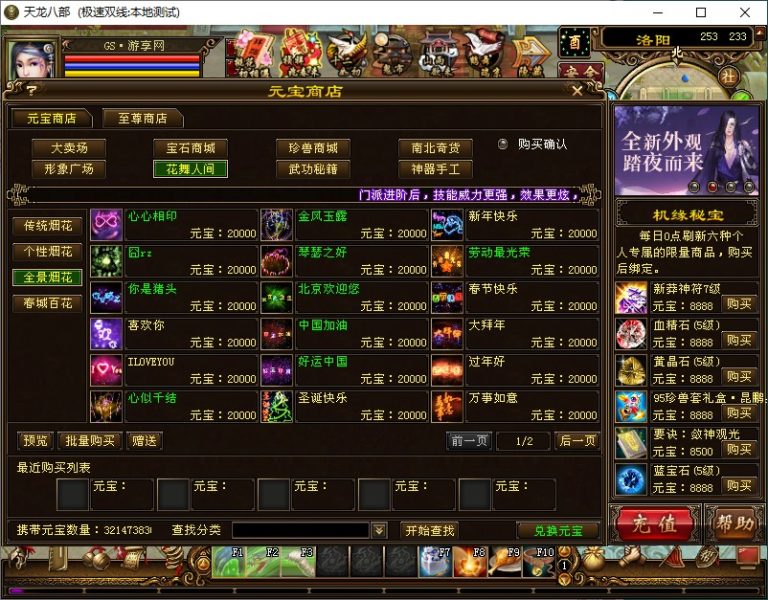 天龙八部 (极速双线:本地测试)
GS·游享网
酉
洛阳
253 233
北
安全
社
?
元宝商店
元宝商店
至尊商店
大卖场
宝石商城
珍兽商城
南北奇货
购买确认
形象广场
花舞人间
武功秘籍
神器手工
门派进阶后，技能威力更强，效果更炫，
传统烟花
个性烟花
全景烟花
春城百花
心心相印
元宝：20000
金风玉露
元宝：20000
新年快乐
元宝：20000
囧rz
元宝：20000
琴瑟之好
元宝：20000
劳动最光荣
元宝：20000
你是猪头
元宝：20000
北京欢迎您
元宝：20000
春节快乐
元宝：20000
喜欢你
元宝：20000
中国加油
元宝：20000
大拜年
元宝：20000
ILOVEYOU
元宝：20000
好运中国
元宝：20000
过年好
元宝：20000
心似千结
元宝：20000
圣诞快乐
元宝：20000
万事如意
元宝：20000
预览
批量购买
赠送
前一页
1/2
后一页
最近购买列表
元宝：
元宝：
元宝：
元宝：
元宝：
携带元宝数量：32147383
查找分类
开始查找
兑换元宝
全新外观
踏夜而来
机缘秘宝
每日0点刷新六种个
人专属的限量商品，购买
后绑定。
新莽神符7级
元宝：8888 购买
血精石(5级)
元宝：8888 购买
黄晶石(5级)
元宝：8888 购买
95珍兽套礼盒·昆鹏
元宝：8888 购买
要诀：敛神观光
元宝：8500 购买
蓝宝石(5级)
元宝：8888 购买
充值
帮助
F1
F2
F3
F7
F8
F9
F10
1